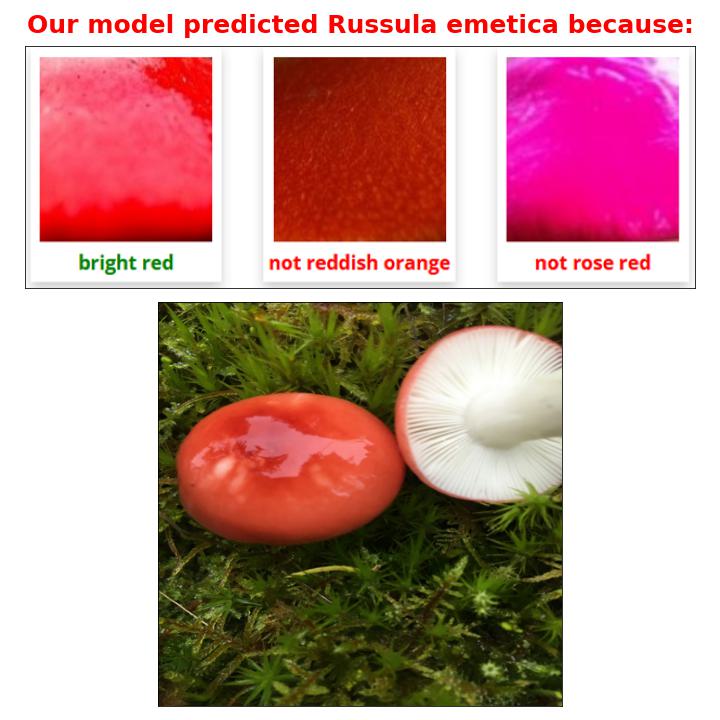 Our model predicted Russula emetica because:
bright red
not reddish orange
not rose red